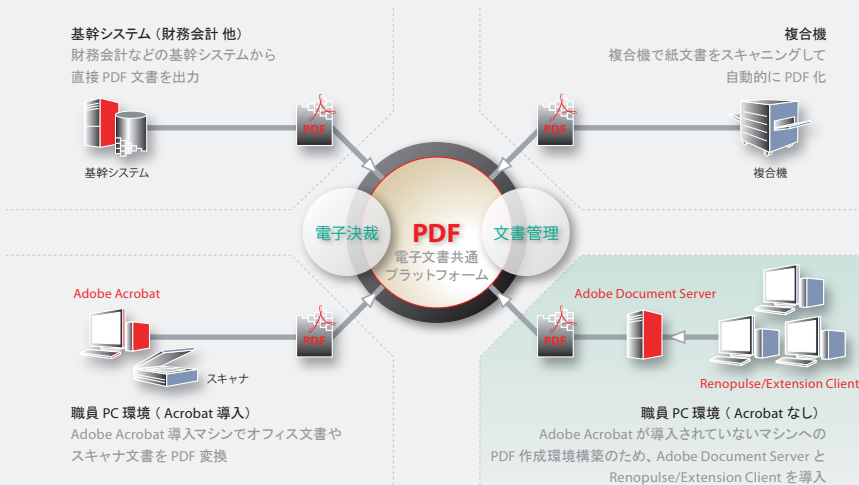 基幹システム（財務会計 他）
財務会計などの基幹システムから
直接 PDF 文書を出力
PDF
基幹システム
複合機
複合機で紙文書をスキャニングして
自動的に PDF 化
PDF
複合機
電子決裁
PDF
電子文書共通
プラットフォーム
文書管理
Adobe Acrobat
PDF
スキャナ
職員 PC 環境（ Acrobat 導入）
Adobe Acrobat 導入マシンでオフィス文書や
スキャナ文書を PDF 変換
Adobe Document Server
PDF
Renopulse/Extension Client
職員 PC 環境（ Acrobat なし）
Adobe Acrobat が導入されていないマシンへの
PDF 作成環境構築のため、Adobe Document Server と
Renopulse/Extension Client を導入